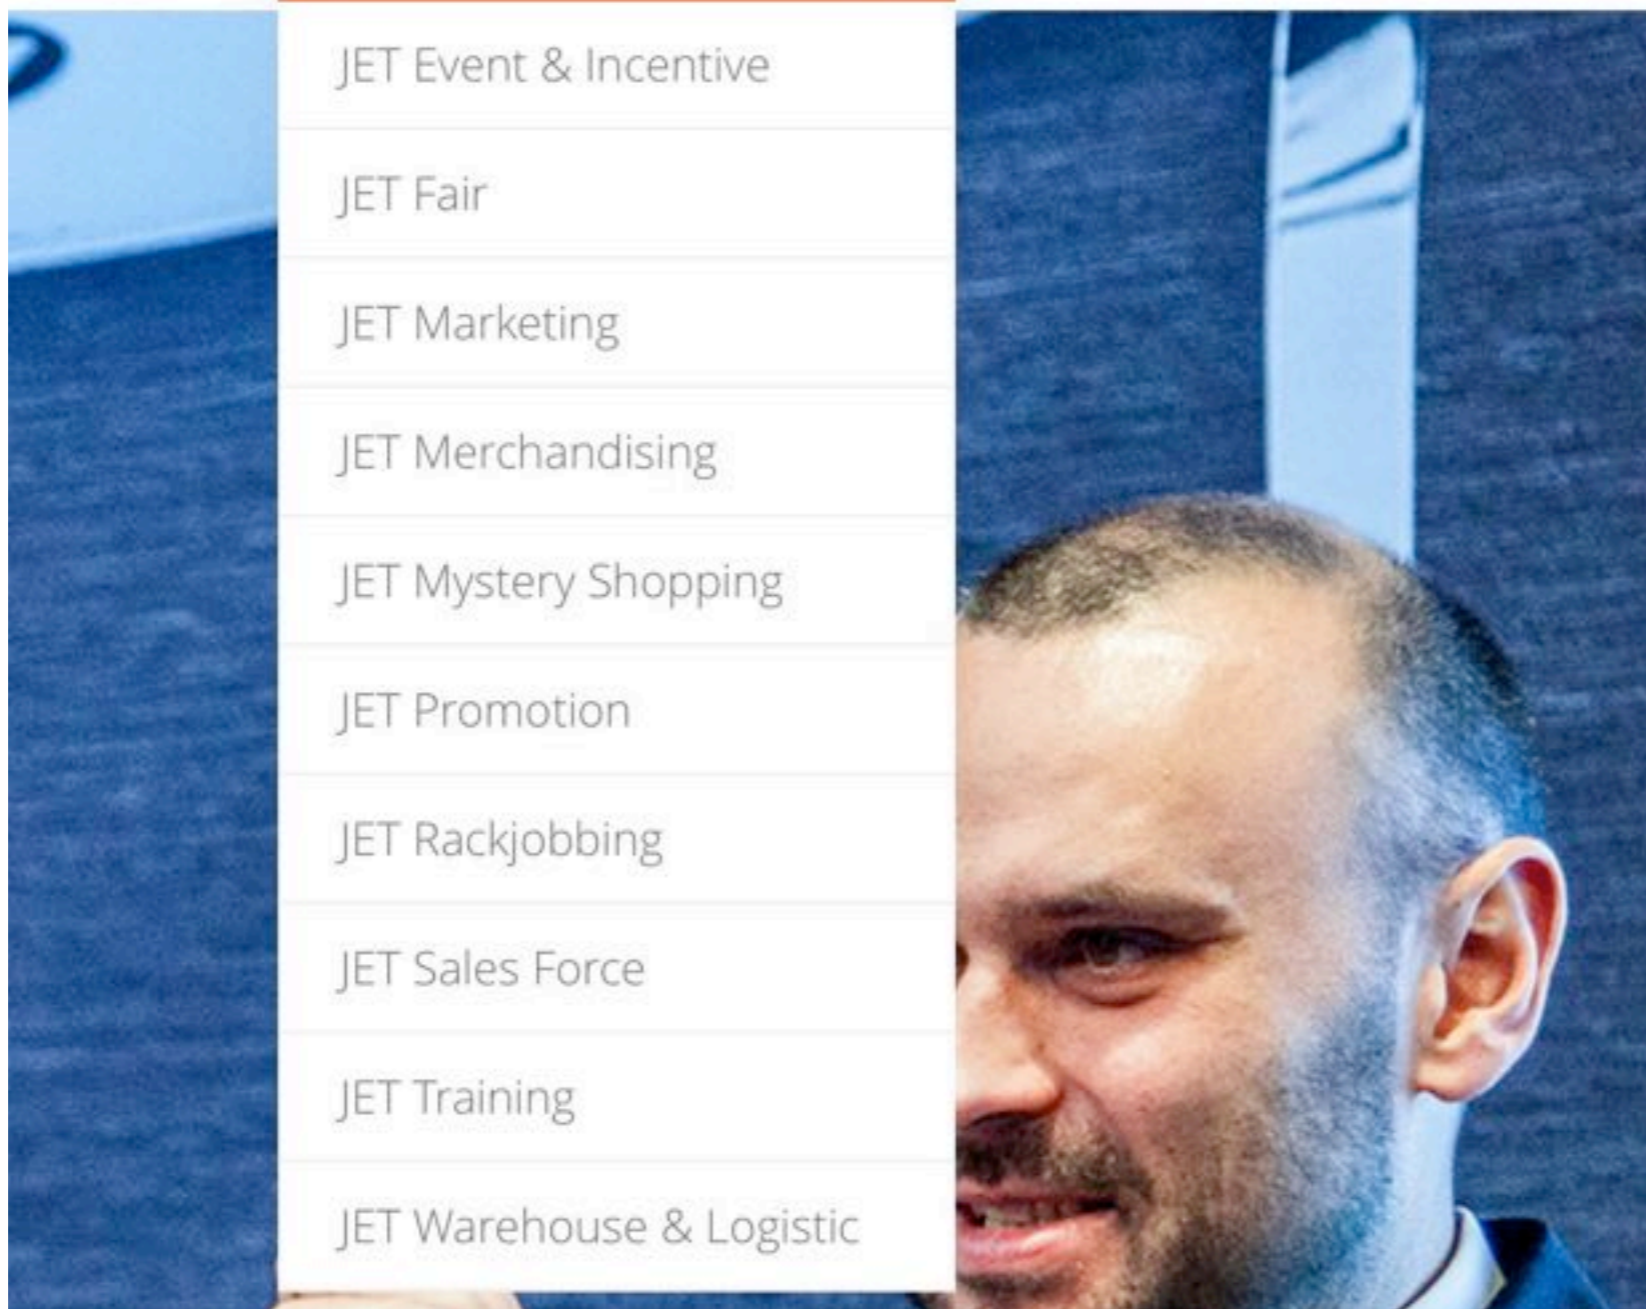 JET Event & Incentive
JET Fair
JET Marketing
JET Merchandising
JET Mystery Shopping
JET Promotion
JET Rackjobbing
JET Sales Force
JET Training
JET Warehouse & Logistic